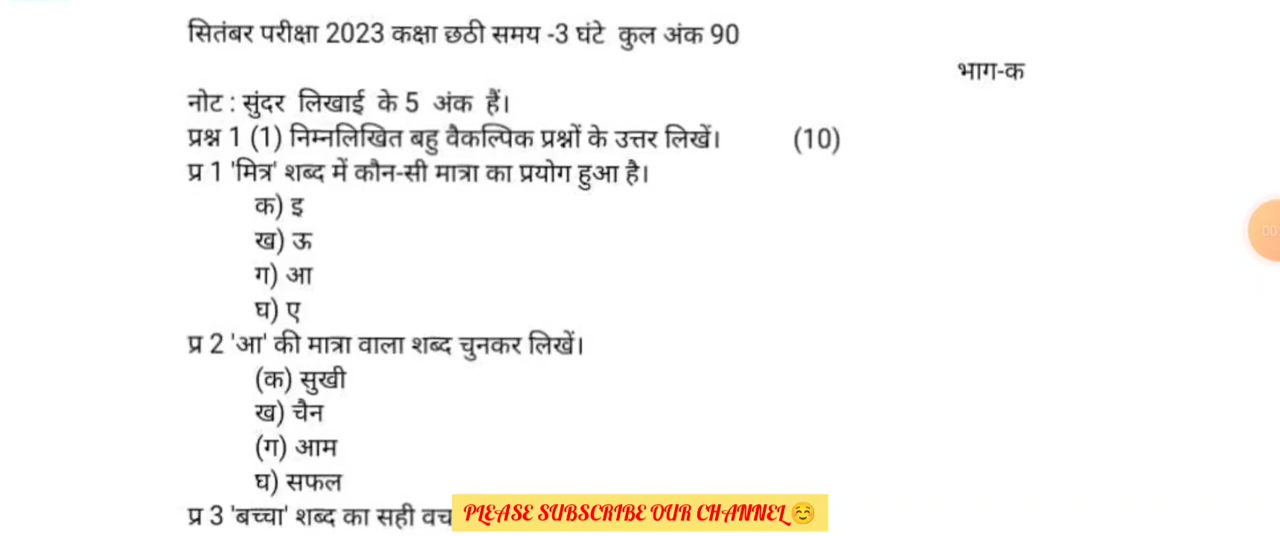 सितंबर परीक्षा 2023 कक्षा छठी समय -3 घंटे कुल अंक 90
भाग-क
नोट : सुंदर लिखाई के 5 अंक हैं।
प्रश्न 1 (1) निम्नलिखित बहु वैकल्पिक प्रश्नों के उत्तर लिखें। (10)
प्र 1 'मित्र' शब्द में कौन-सी मात्रा का प्रयोग हुआ है।
क) इ
ख) ऊ
ग) आ
घ) ए
प्र 2 'आ' की मात्रा वाला शब्द चुनकर लिखें।
(क) सुखी
ख) चैन
(ग) आम
घ) सफल
प्र 3 'बच्चा' शब्द का सही वच
PLEASE SUBSCRIBE OUR CHANNEL ☺️